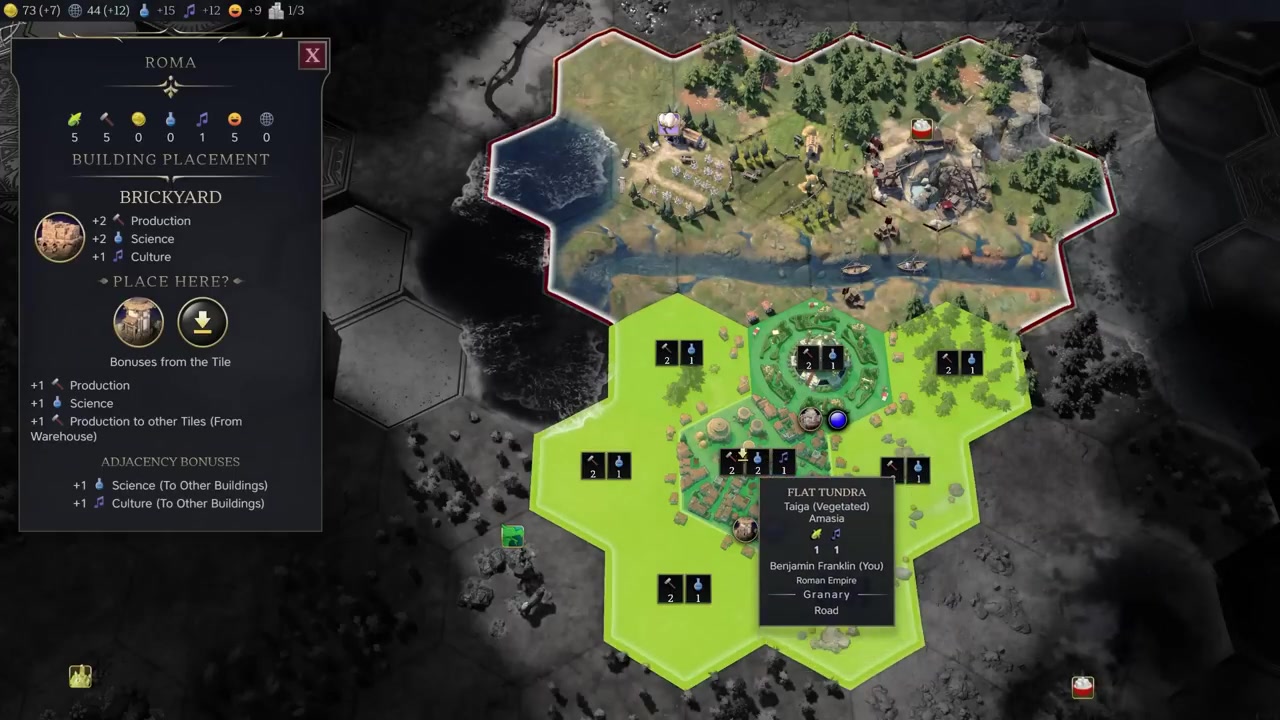 73 (+7) 44 (+12) +15 +12 +9 1/3
X
ROMA
5 5 0 0 1 5 0
BUILDING PLACEMENT
BRICKYARD
+2 Production
+2 Science
+1 Culture
PLACE HERE?
Bonuses from the Tile
+1 Production
+1 Science
+1 Production to other Tiles (From
Warehouse)
ADJACENCY BONUSES
+1 Science (To Other Buildings)
+1 Culture (To Other Buildings)
2 1
2 1
2 1
2 1
2 2 1
1
2 1
FLAT TUNDRA
Taiga (Vegetated)
Amasia
1 1
Benjamin Franklin (You)
Roman Empire
Granary
Road